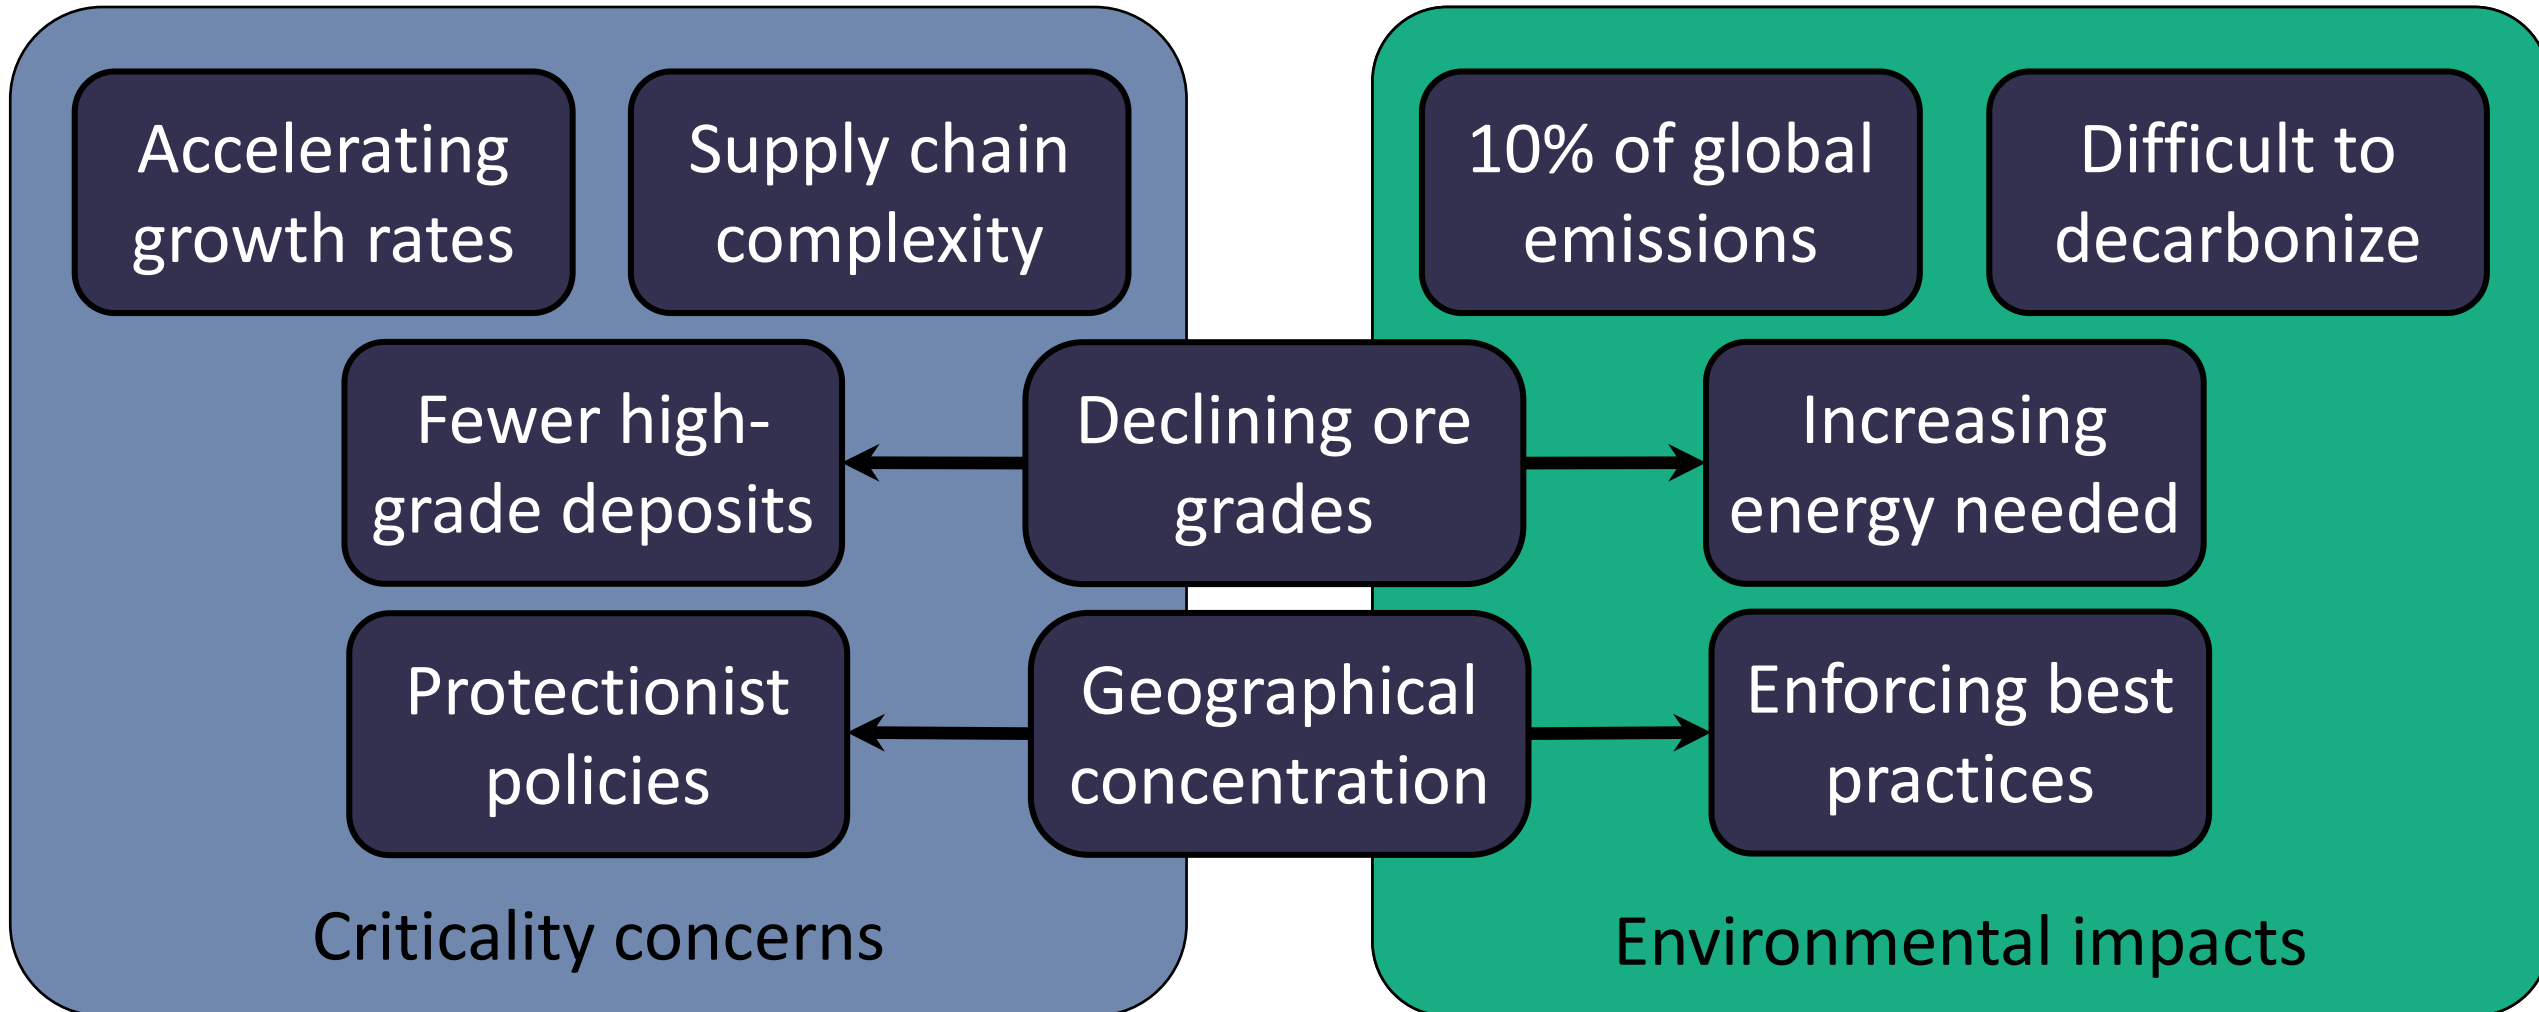 Accelerating
growth rates
Supply chain
complexity
10% of global
emissions
Difficult to
decarbonize
Fewer high-
grade deposits
Declining ore
grades
Increasing
energy needed
Protectionist
policies
Geographical
concentration
Enforcing best
practices
Criticality concerns
Environmental impacts